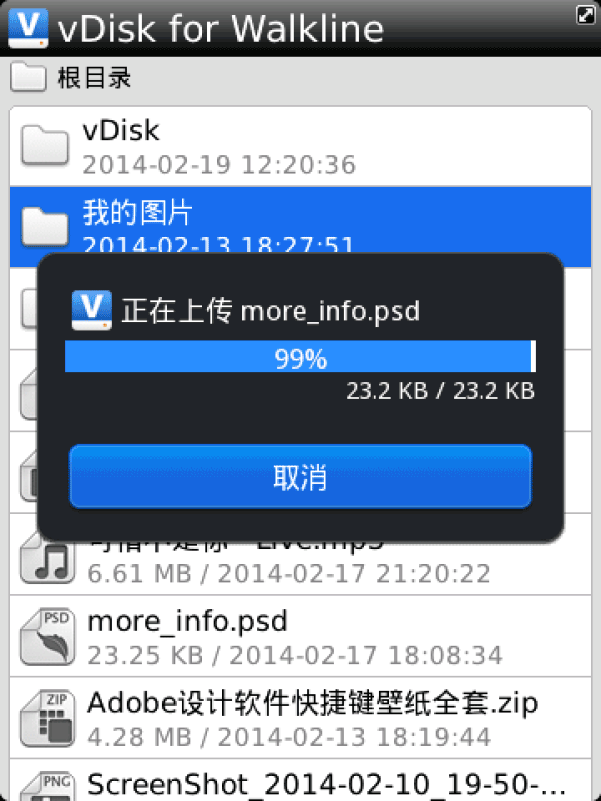 V vDisk for Walkline
根目录
vDisk
2014-02-19 12:20:36
我的图片
2014-02-13 18:27:51
V 正在上传 more_info.psd
99%
23.2 KB / 23.2 KB
取消
6.61 MB / 2014-02-17 21:20:22
PSD more_info.psd
23.25 KB / 2014-02-17 18:08:34
ZIP Adobe设计软件快捷键壁纸全套.zip
4.28 MB / 2014-02-13 18:19:44
PNG ScreenShot_2014-02-10_19-50-...